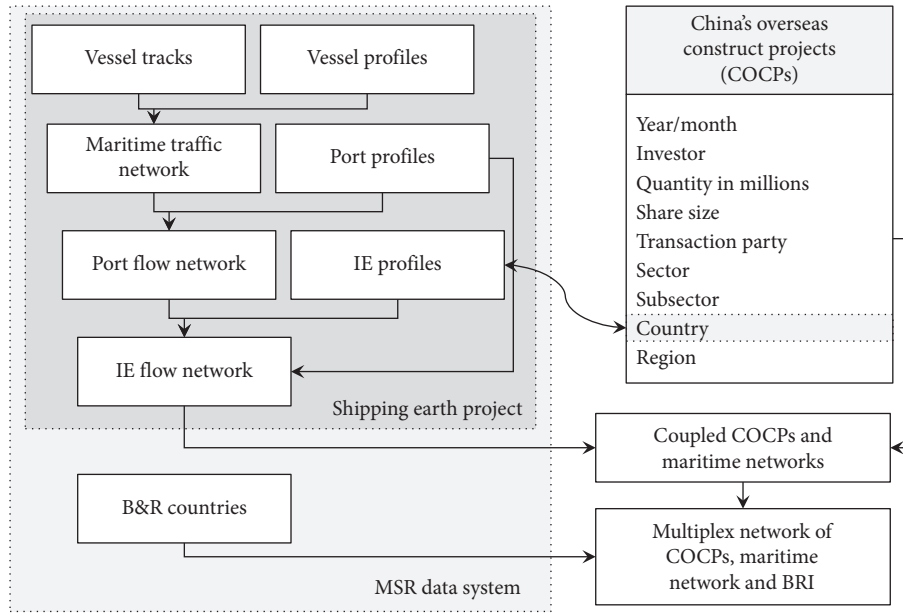 Vessel tracks
Vessel profiles
Maritime traffic
network
Port profiles
Port flow network
IE profiles
IE flow network
Shipping earth project
B&R countries
MSR data system
China’s overseas
construct projects
(COCPs)
Year/month
Investor
Quantity in millions
Share size
Transaction party
Sector
Subsector
Country
Region
Coupled COCPs and
maritime networks
Multiplex network of
COCPs, maritime
network and BRI